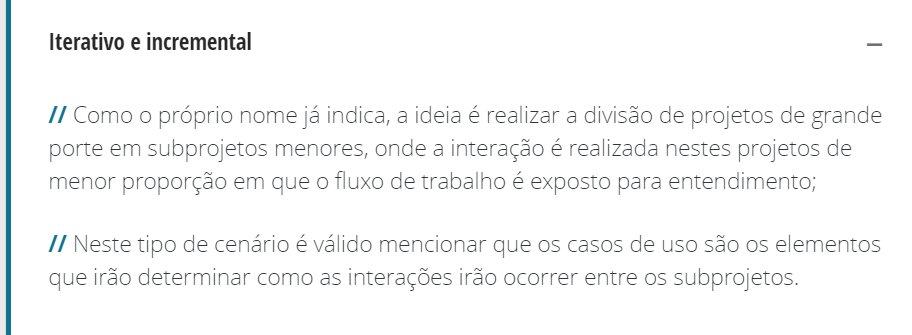 Iterativo e incremental
// Como o próprio nome já indica, a ideia é realizar a divisão de projetos de grande
porte em subprojetos menores, onde a interação é realizada nestes projetos de
menor proporção em que o fluxo de trabalho é exposto para entendimento;
// Neste tipo de cenário é válido mencionar que os casos de uso são os elementos
que irão determinar como as interações irão ocorrer entre os subprojetos.